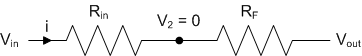 R_in V_2 = 0 R_F
V_in i V_out